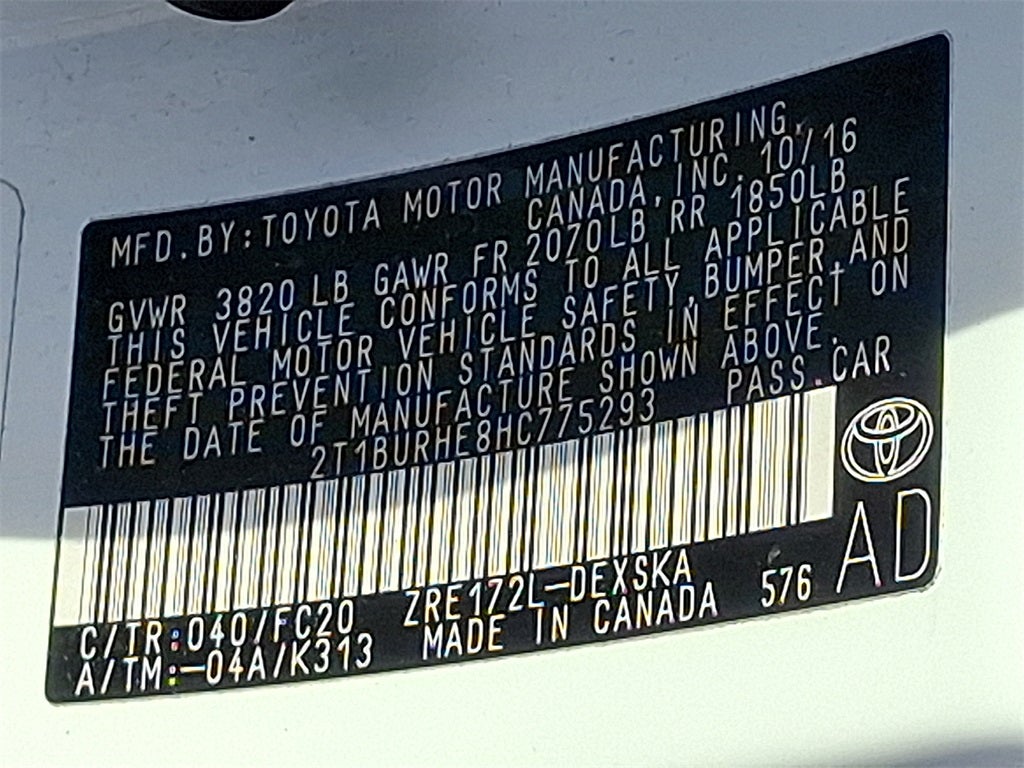 MFD.BY:TOYOTA MOTOR MANUFACTURING,
CANADA,INC. 10/16
GVWR 3820 LB GAWR FR 2070LB RR 1850LB
THIS VEHICLE CONFORMS TO ALL APPLICABLE
FEDERAL MOTOR VEHICLE SAFETY,BUMPER,AND
THEFT PREVENTION STANDARDS IN EFFECT ON
THE DATE OF MANUFACTURE SHOWN ABOVE.
2T1BURHE8HC775293 PASS.CAR
C/TR:040/FC20 ZRE172L-DEXSKA
A/TM:-04A/K313 MADE IN CANADA 576
AD